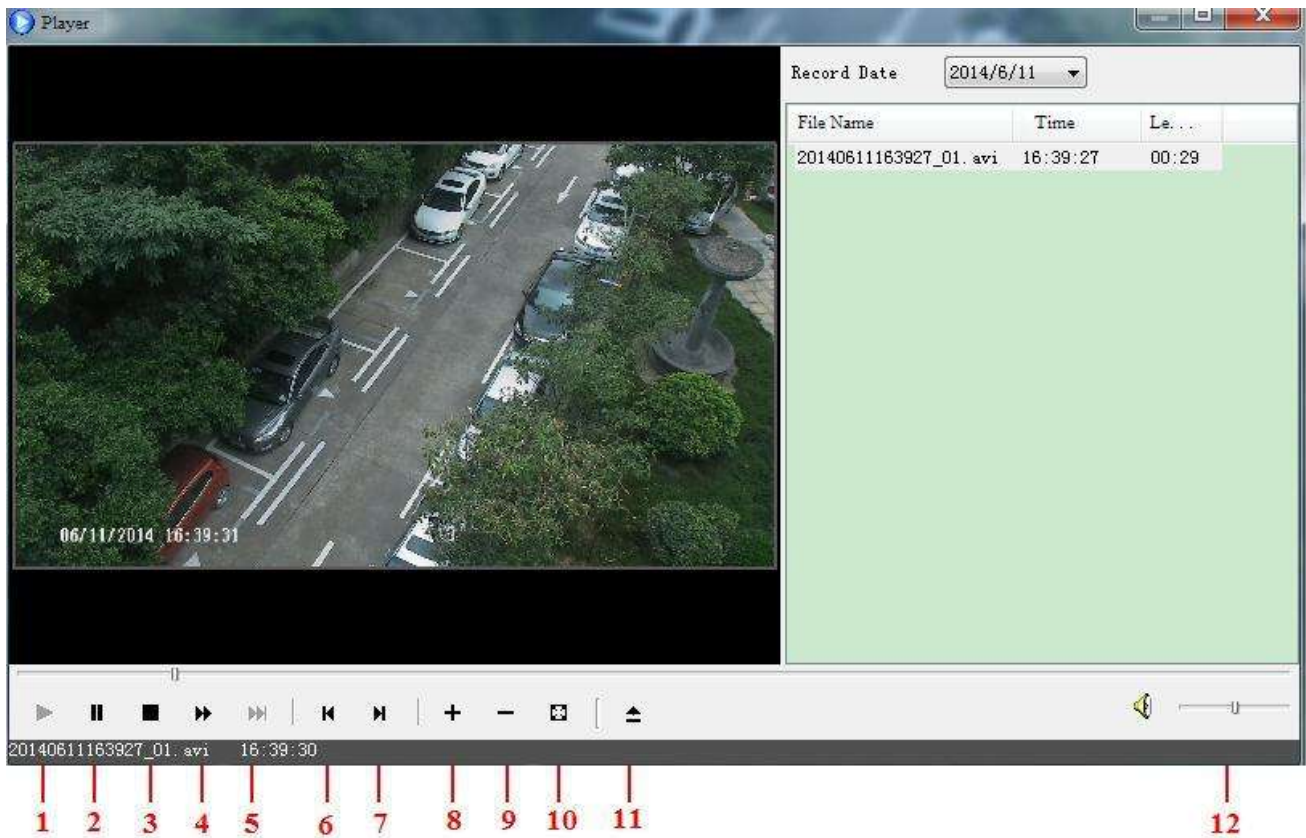 Player
Record Date 2014/6/11
File Name Time Le...
20140611163927_01.avi 16:39:27 00:29
06/11/2014 16:39:31
20140611163927_01.avi 16:39:30
1 2 3 4 5 6 7 8 9 10 11 12